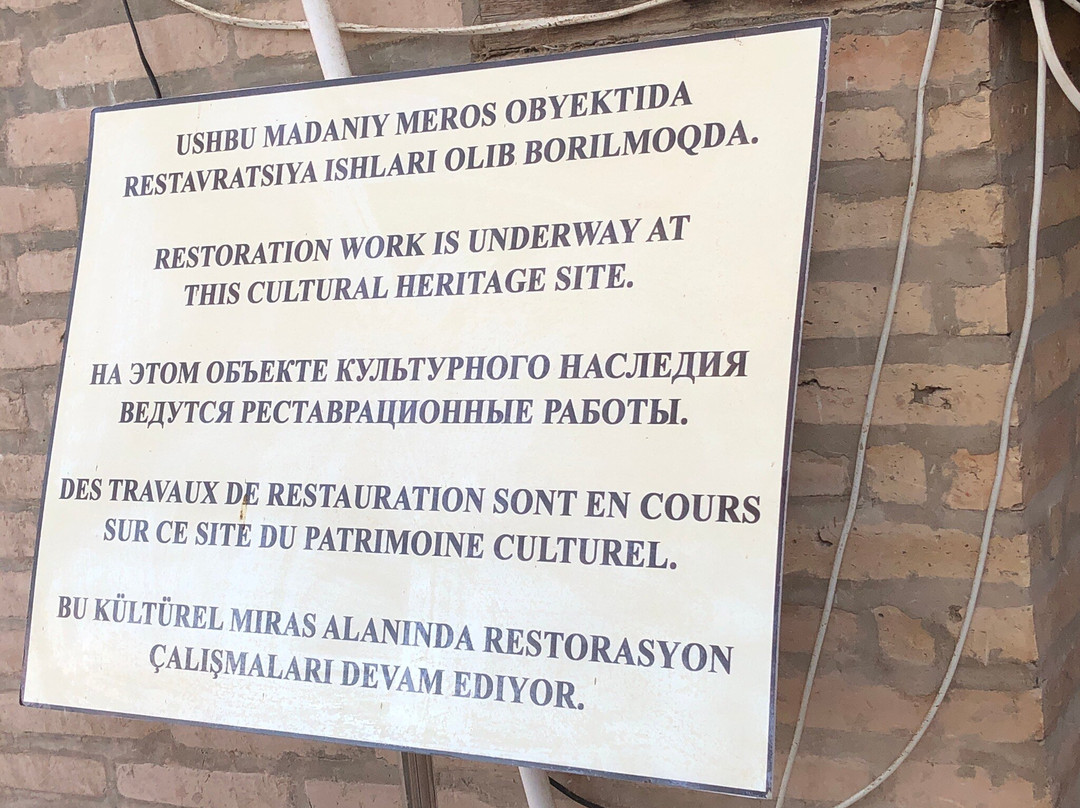 USHBU MADANIY MEROS OBYEKTIDA
RESTAVRATSIYA ISHLARI OLIB BORILMOQDA.
RESTORATION WORK IS UNDERWAY AT
THIS CULTURAL HERITAGE SITE.
НА ЭТОМ ОБЪЕКТЕ КУЛЬТУРНОГО НАСЛЕДИЯ
ВЕДУТСЯ РЕСТАВРАЦИОННЫЕ РАБОТЫ.
DES TRAVAUX DE RESTAURATION SONT EN COURS
SUR CE SITE DU PATRIMOINE CULTUREL.
BU KÜLTÜREL MIRAS ALANINDA RESTORASYON
ÇALIŞMALARI DEVAM EDIYOR.